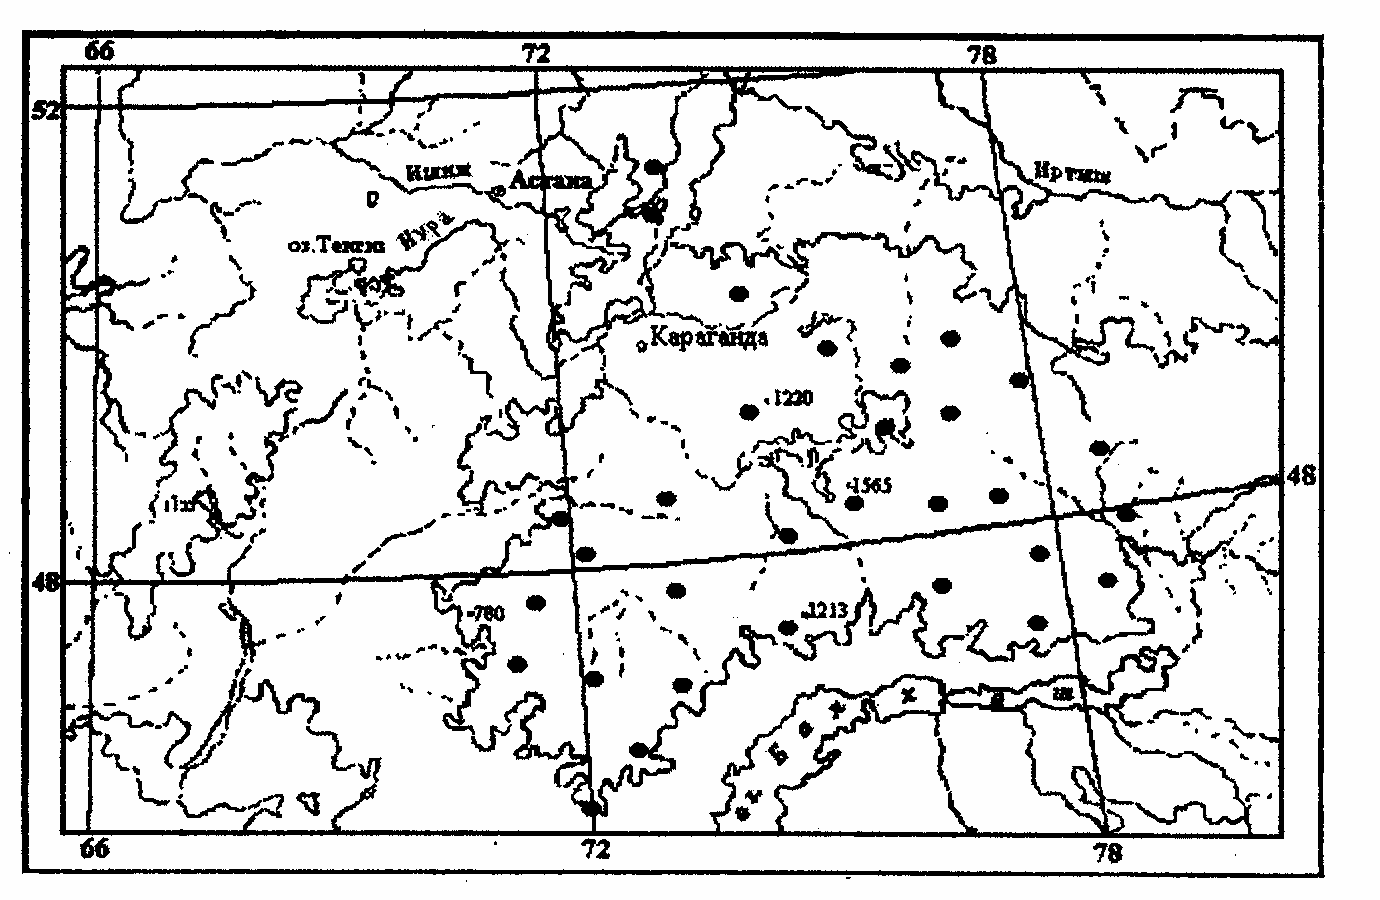 66
72
78
52
Ишим
Астана
Иртыш
Нура
оз.Тенгиз
Караганда
-1220
48
-1565
48
-780
-1213
Б а л х а ш
66
72
78